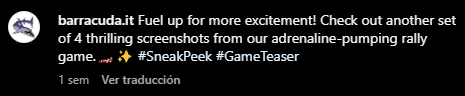 barracuda.it Fuel up for more excitement! Check out another set
of 4 thrilling screenshots from our adrenaline-pumping rally
game.🏎️✨ #SneakPeek #GameTeaser
1 sem Ver traducción